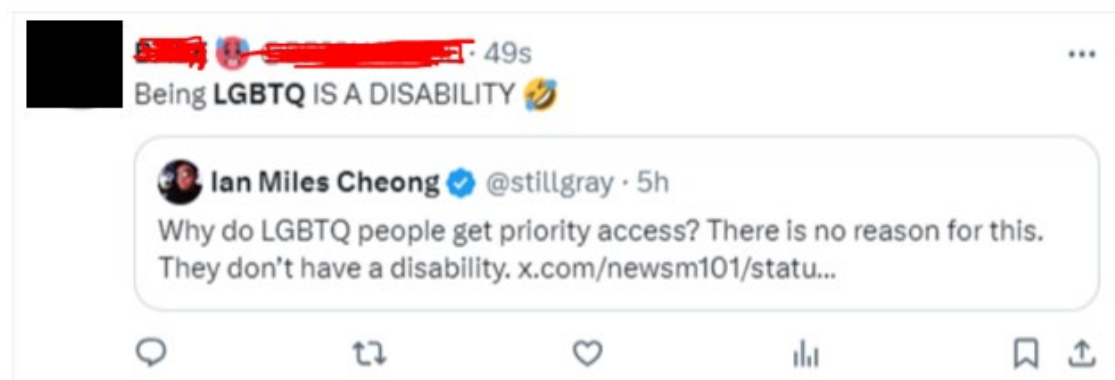 · 49s
Being LGBTQ IS A DISABILITY 🤣
Ian Miles Cheong @stillgray · 5h
Why do LGBTQ people get priority access? There is no reason for this.
They don't have a disability. x.com/newsm101/statu...